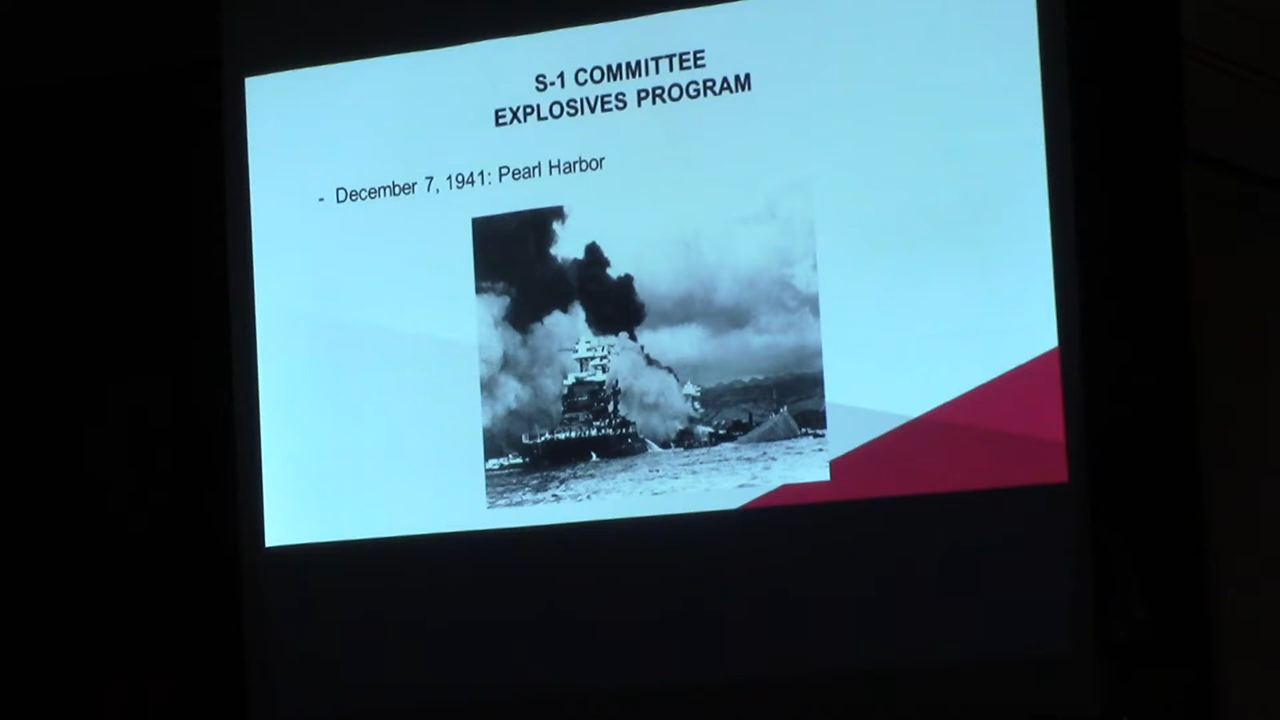 S-1 COMMITTEE
EXPLOSIVES PROGRAM
- December 7, 1941: Pearl Harbor